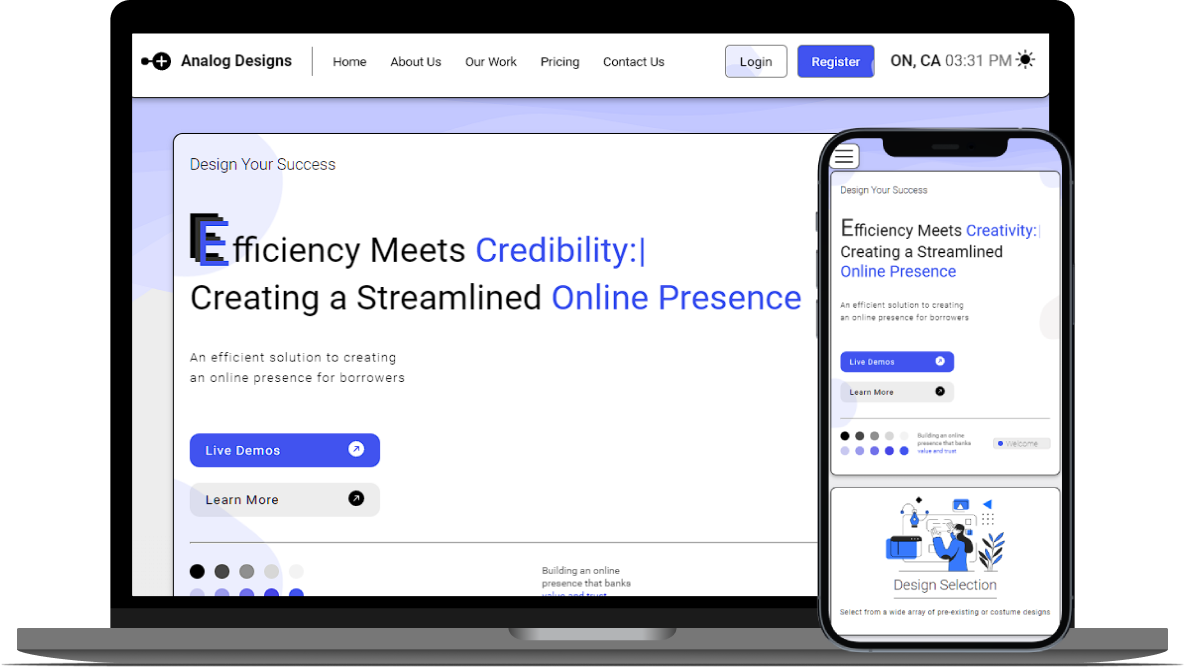 Analog Designs
Home
About Us
Our Work
Pricing
Contact Us
Login
Register
ON, CA 03:31 PM
Design Your Success
Efficiency Meets Credibility:|
Creating a Streamlined Online Presence
An efficient solution to creating
an online presence for borrowers
Live Demos
Learn More
Building an online
presence that banks
value and trust
Design Your Success
Efficiency Meets Creativity:|
Creating a Streamlined
Online Presence
An efficient solution to creating
an online presence for borrowers
Live Demos
Learn More
Building an online
presence that banks
value and trust
Welcome
Design Selection
Select from a wide array of pre-existing or costume designs